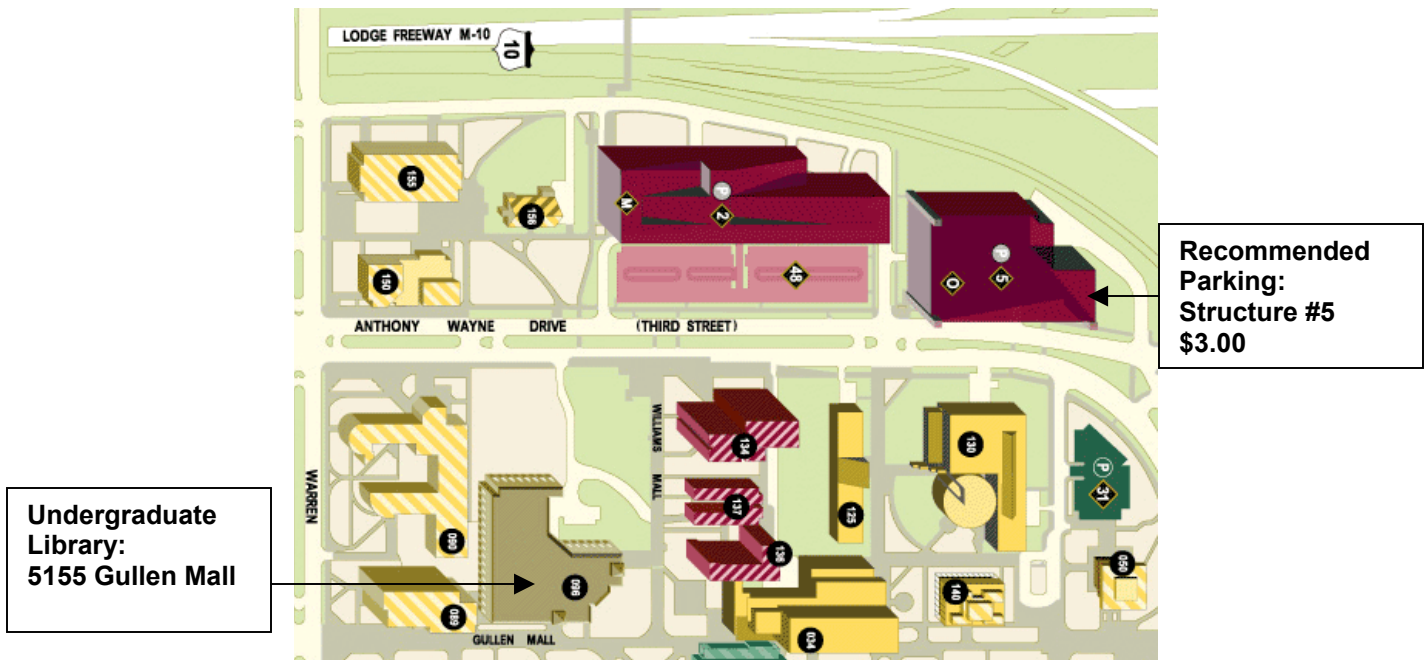 LODGE FREEWAY M-10
10
155
156
M
P
2
150
48
P
5
O
Recommended
Parking:
Structure #5
$3.00
ANTHONY WAYNE DRIVE (THIRD STREET)
WILLIAMS MALL
134
130
P
31
WARREN
137
125
090
136
Undergraduate
Library:
5155 Gullen Mall
096
050
140
089
034
GULLEN MALL